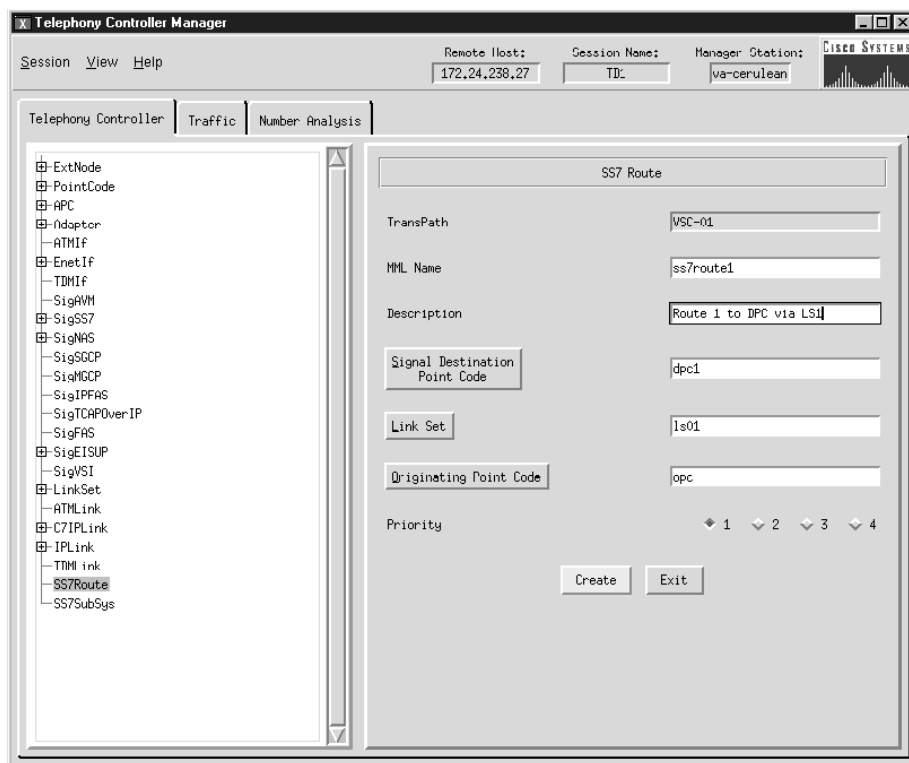 X Telephony Controller Manager
Session View Help
Remote Host: Session Name: Manager Station:
172.24.238.27 TD1 va-cerulean
CISCO SYSTEMS
Telephony Controller Traffic Number Analysis
ExtNode
PointCode
APC
Adapter
ATMIf
EnetIf
TDMIf
SigAVM
SigSS7
SigNAS
SigSGCP
SigMGCP
SigIPFAS
SigTCAPOverIP
SigFAS
SigEISUP
SigVSI
LinkSet
ATMLink
C7IPLink
IPLink
TDMLink
SS7Route
SS7SubSys
SS7 Route
TransPath VSC-01
MML Name ss7route1
Description Route 1 to DPC via LS1
Signal Destination
Point Code
dpc1
Link Set ls01
Originating Point Code opc
Priority 1 2 3 4
Create Exit